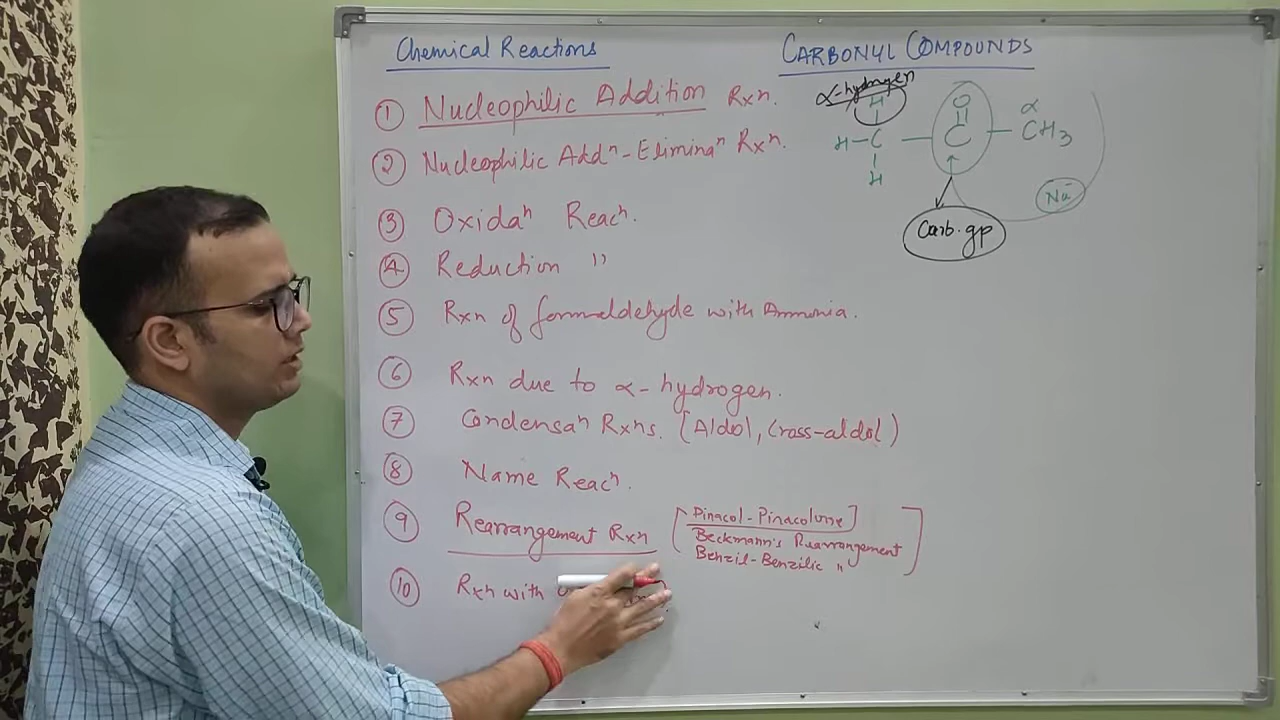 Chemical Reactions
CARBONYL COMPOUNDS
① Nucleophilic Addition Rxn.
② Nucleophilic Addⁿ-Eliminaⁿ Rxⁿ.
③ Oxidaⁿ Reacⁿ.
④ Reduction "
⑤ Rxn of formaldehyde with Ammonia.
⑥ Rxn due to α-hydrogen.
⑦ Condensaⁿ Rxns. [Aldol, Cross-aldol)
⑧ Name Reacⁿ.
⑨ Rearrangement Rxn
[Pinacol-Pinacolone]
Beckmann's Rearrangement
Benzil-Benzilic "
⑩ Rxn with
α-hydrogen
H
O
α
H-C-C-CH3
H
Nu
Carb.gp